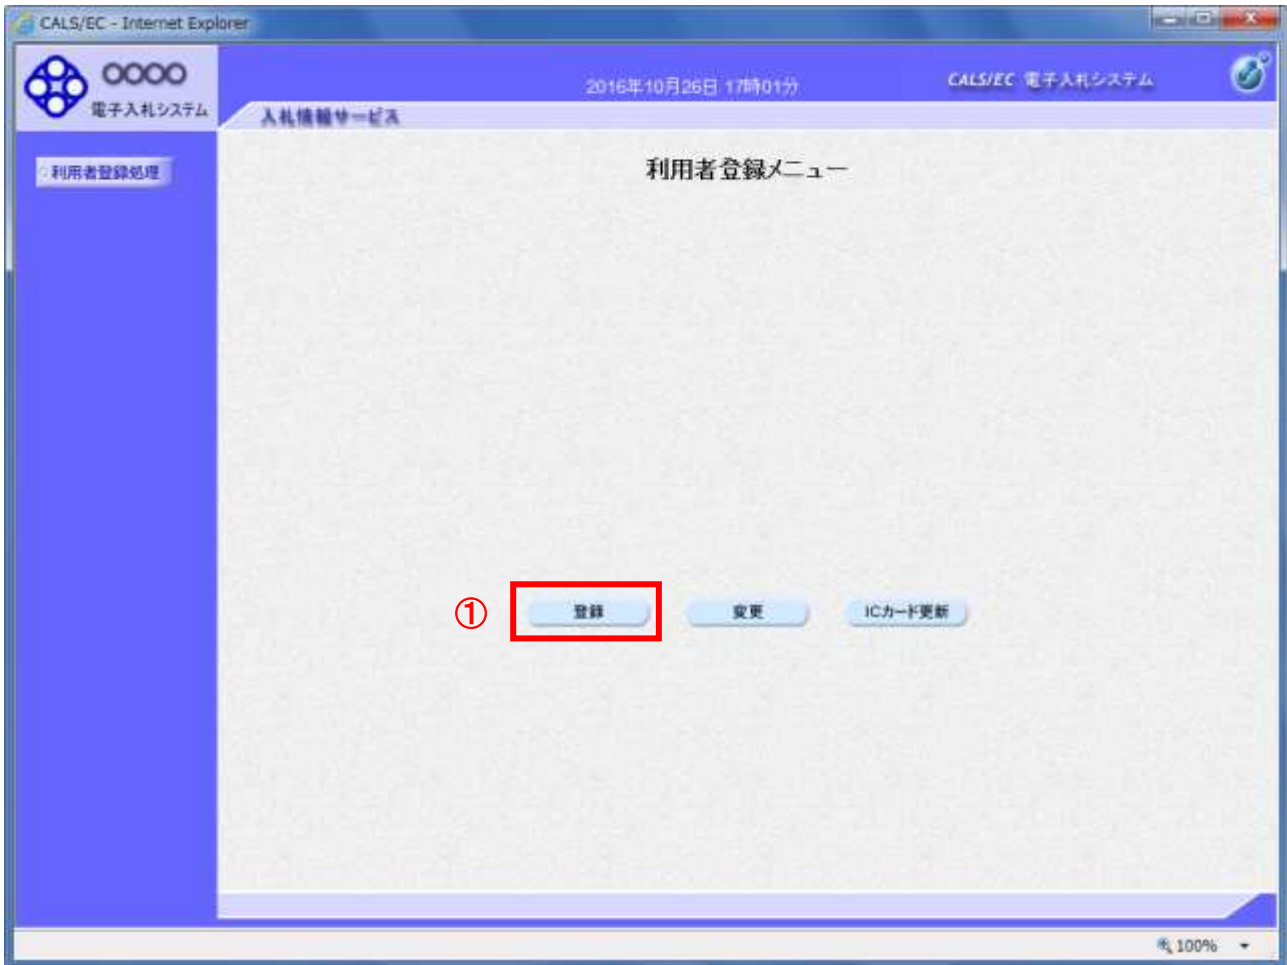 CALS/EC - Internet Explorer
○○○○
電子入札システム
2016年10月26日 17時01分
CALS/EC 電子入札システム
入札情報サービス
利用者登録処理
利用者登録メニュー
①
登録
変更
ICカード更新
100%